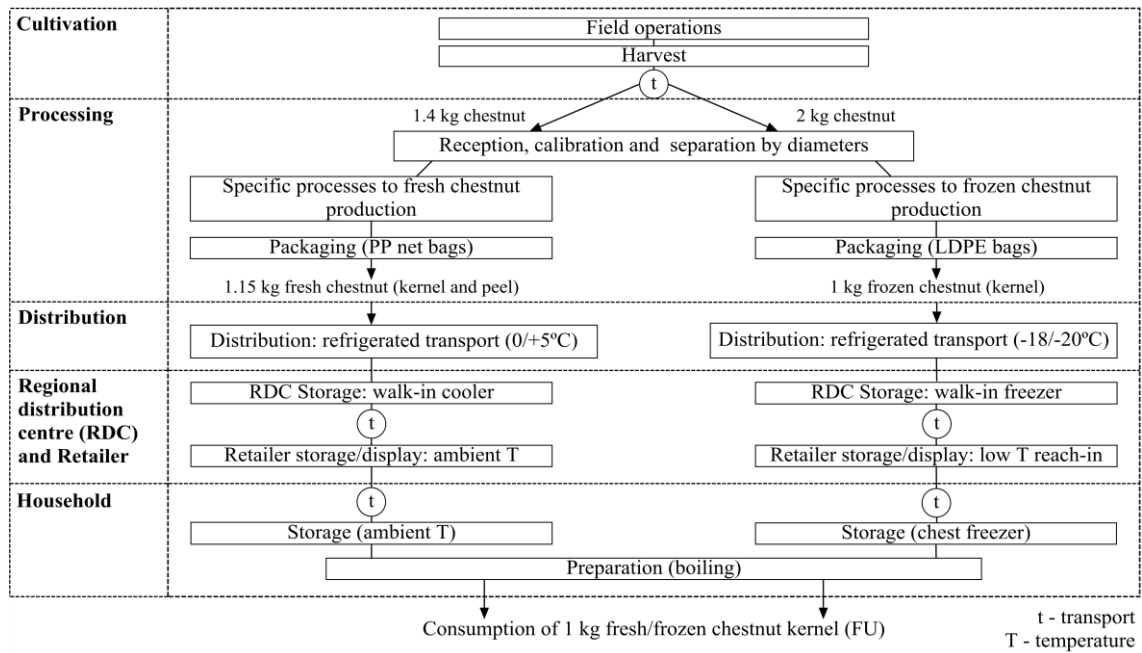 Cultivation
Field operations
Harvest
t
Processing
1.4 kg chestnut
2 kg chestnut
Reception, calibration and separation by diameters
Specific processes to fresh chestnut
production
Specific processes to frozen chestnut
production
Packaging (PP net bags)
Packaging (LDPE bags)
1.15 kg fresh chestnut (kernel and peel)
1 kg frozen chestnut (kernel)
Distribution
Distribution: refrigerated transport (0/+5ºC)
Distribution: refrigerated transport (-18/-20ºC)
Regional
distribution
centre (RDC)
and Retailer
RDC Storage: walk-in cooler
RDC Storage: walk-in freezer
t
t
Retailer storage/display: ambient T
Retailer storage/display: low T reach-in
Household
t
t
Storage (ambient T)
Storage (chest freezer)
Preparation (boiling)
Consumption of 1 kg fresh/frozen chestnut kernel (FU)
t - transport
T - temperature